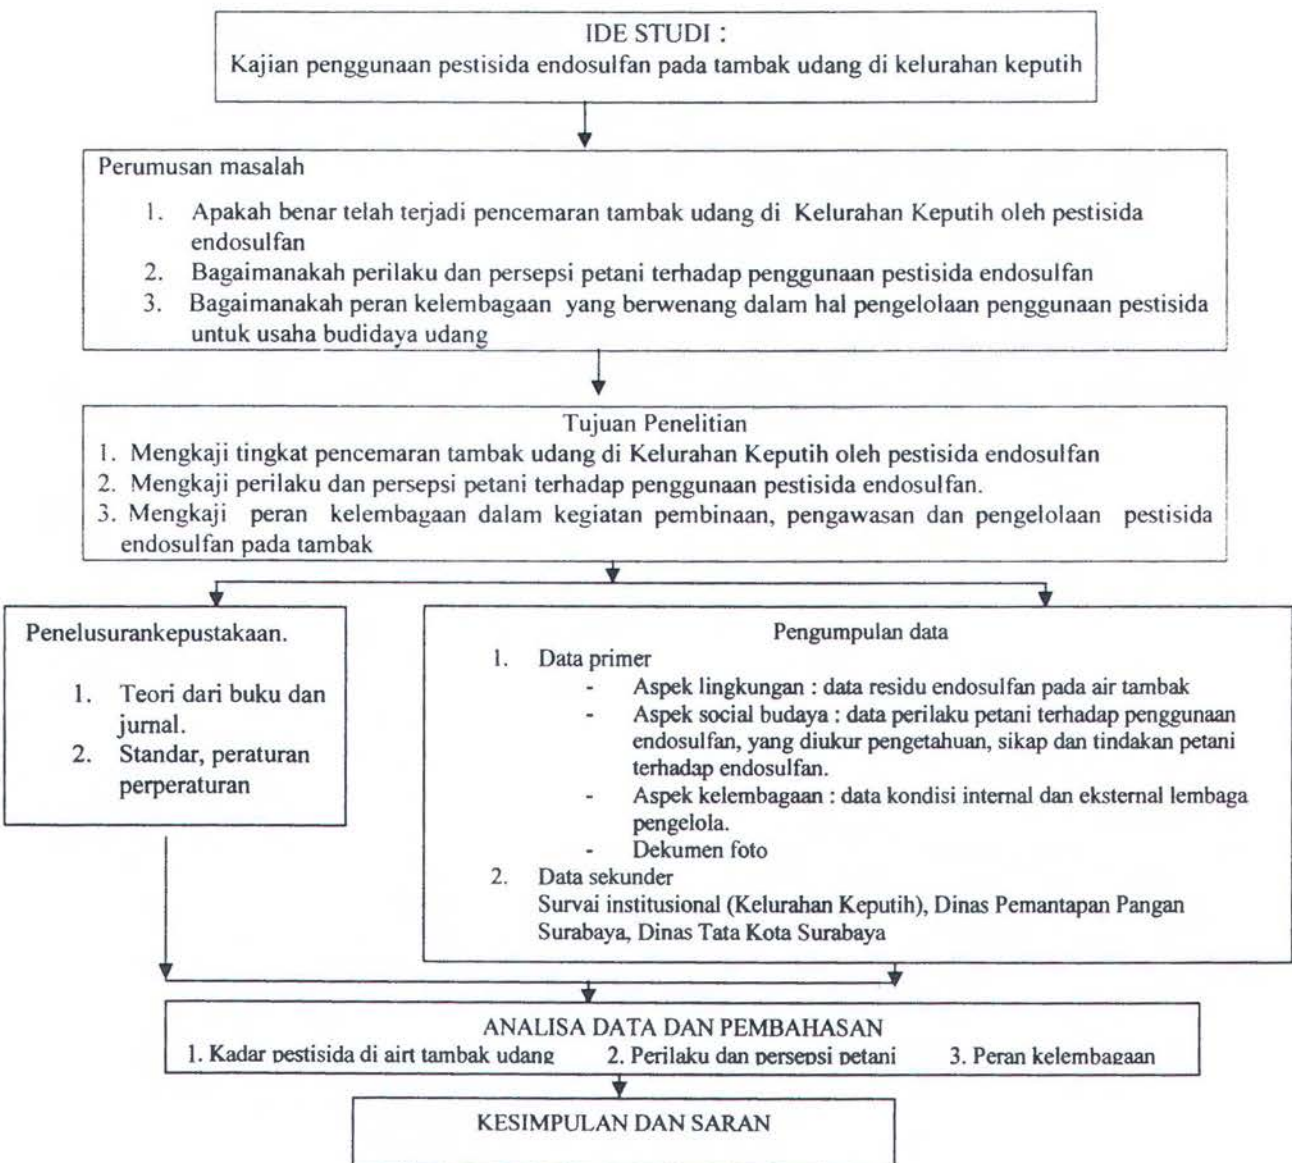 IDE STUDI :
Kajian penggunaan pestisida endosulfan pada tambak udang di kelurahan keputih
Perumusan masalah
1. Apakah benar telah terjadi pencemaran tambak udang di Kelurahan Keputih oleh pestisida
endosulfan
2. Bagaimanakah perilaku dan persepsi petani terhadap penggunaan pestisida endosulfan
3. Bagaimanakah peran kelembagaan yang berwenang dalam hal pengelolaan penggunaan pestisida
untuk usaha budidaya udang
Tujuan Penelitian
1. Mengkaji tingkat pencemaran tambak udang di Kelurahan Keputih oleh pestisida endosulfan
2. Mengkaji perilaku dan persepsi petani terhadap penggunaan pestisida endosulfan.
3. Mengkaji peran kelembagaan dalam kegiatan pembinaan, pengawasan dan pengelolaan pestisida
endosulfan pada tambak
Penelusurankepustakaan.
1. Teori dari buku dan
jurnal.
2. Standar, peraturan
perperaturan
Pengumpulan data
1. Data primer
- Aspek lingkungan : data residu endosulfan pada air tambak
- Aspek social budaya : data perilaku petani terhadap penggunaan
endosulfan, yang diukur pengetahuan, sikap dan tindakan petani
terhadap endosulfan.
- Aspek kelembagaan : data kondisi internal dan eksternal lembaga
pengelola.
- Dekumen foto
2. Data sekunder
Survai institusional (Kelurahan Keputih), Dinas Pemantapan Pangan
Surabaya, Dinas Tata Kota Surabaya
ANALISA DATA DAN PEMBAHASAN
1. Kadar pestisida di airt tambak udang 2. Perilaku dan persepsi petani 3. Peran kelembagaan
KESIMPULAN DAN SARAN